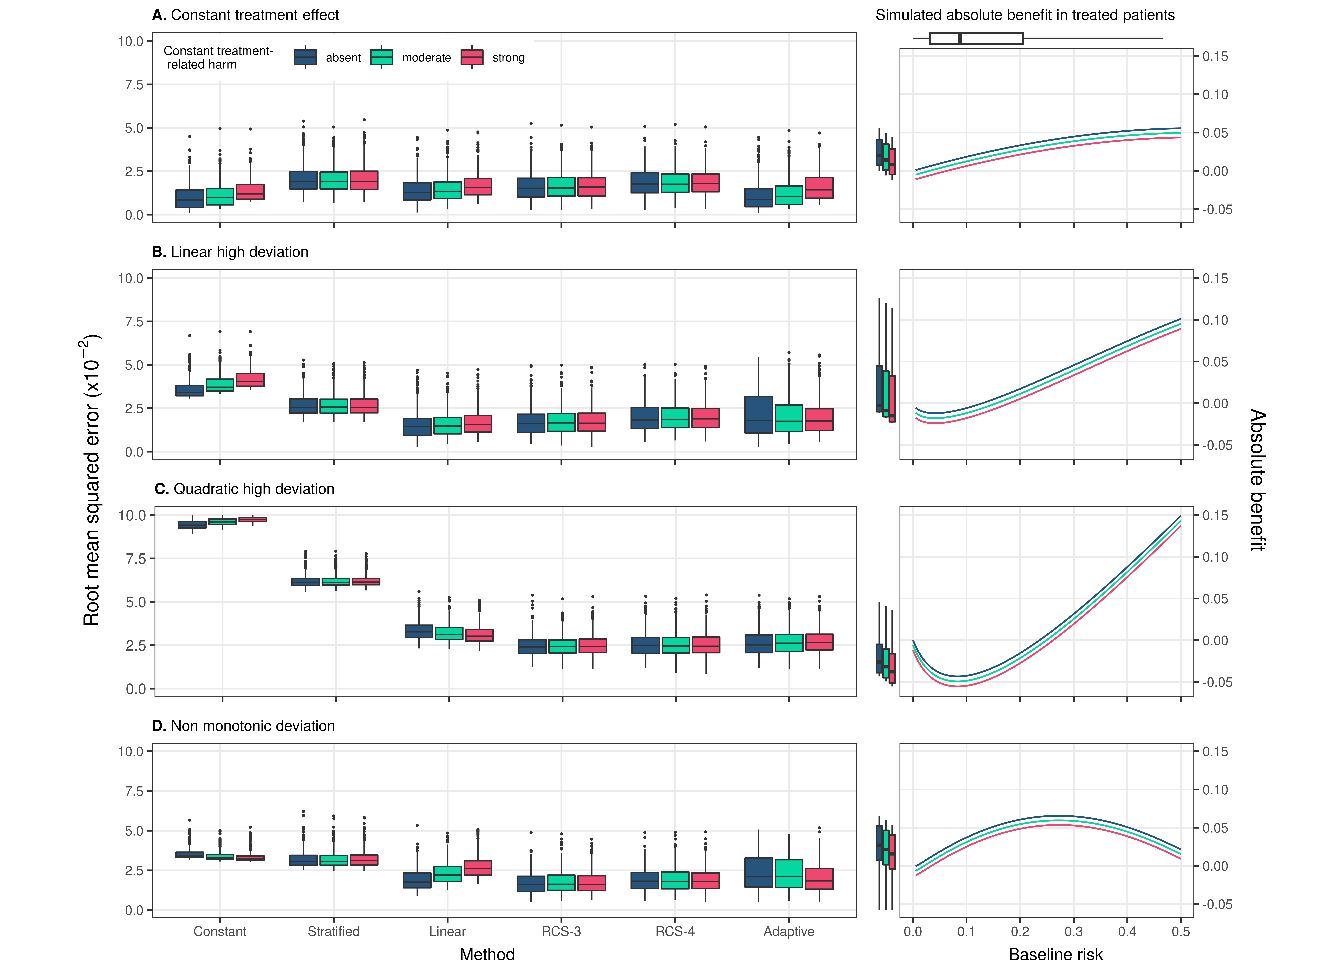 A. Constant treatment effect
Simulated absolute benefit in treated patients
Constant treatment-
related harm
absent
moderate
strong
10.0
7.5
5.0
2.5
0.0
0.15
0.10
0.05
0.00
-0.05
B. Linear high deviation
10.0
7.5
5.0
2.5
0.0
0.15
0.10
0.05
0.00
-0.05
C. Quadratic high deviation
10.0
7.5
5.0
2.5
0.0
0.15
0.10
0.05
0.00
-0.05
D. Non monotonic deviation
10.0
7.5
5.0
2.5
0.0
0.15
0.10
0.05
0.00
-0.05
Root mean squared error (x10−2)
Absolute benefit
Constant
Stratified
Linear
RCS-3
RCS-4
Adaptive
0.0
0.1
0.2
0.3
0.4
0.5
Method
Baseline risk